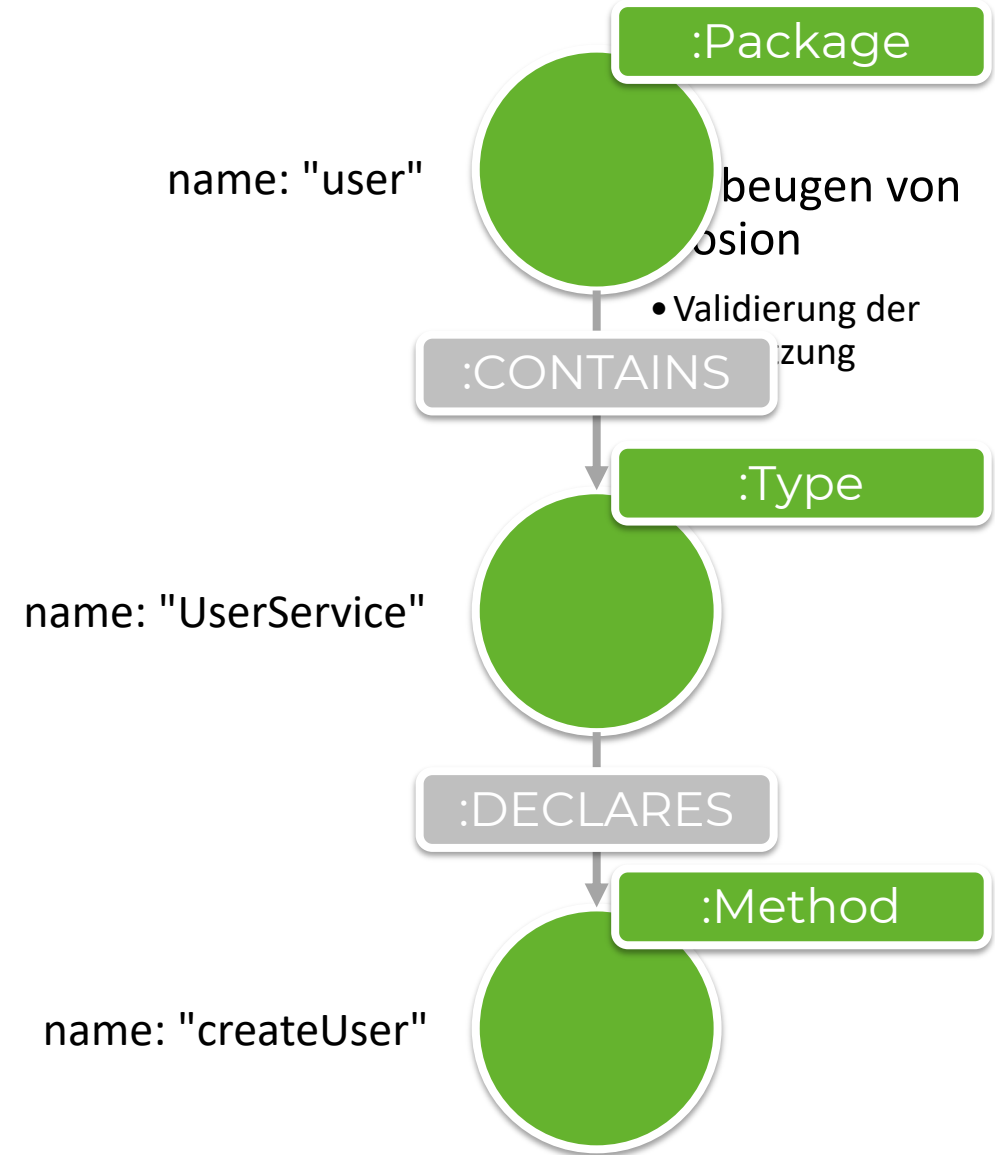 :Package
name: "user"
beugen von
osion
• Validierung der
zung
:CONTAINS
:Type
name: "UserService"
:DECLARES
:Method
name: "createUser"